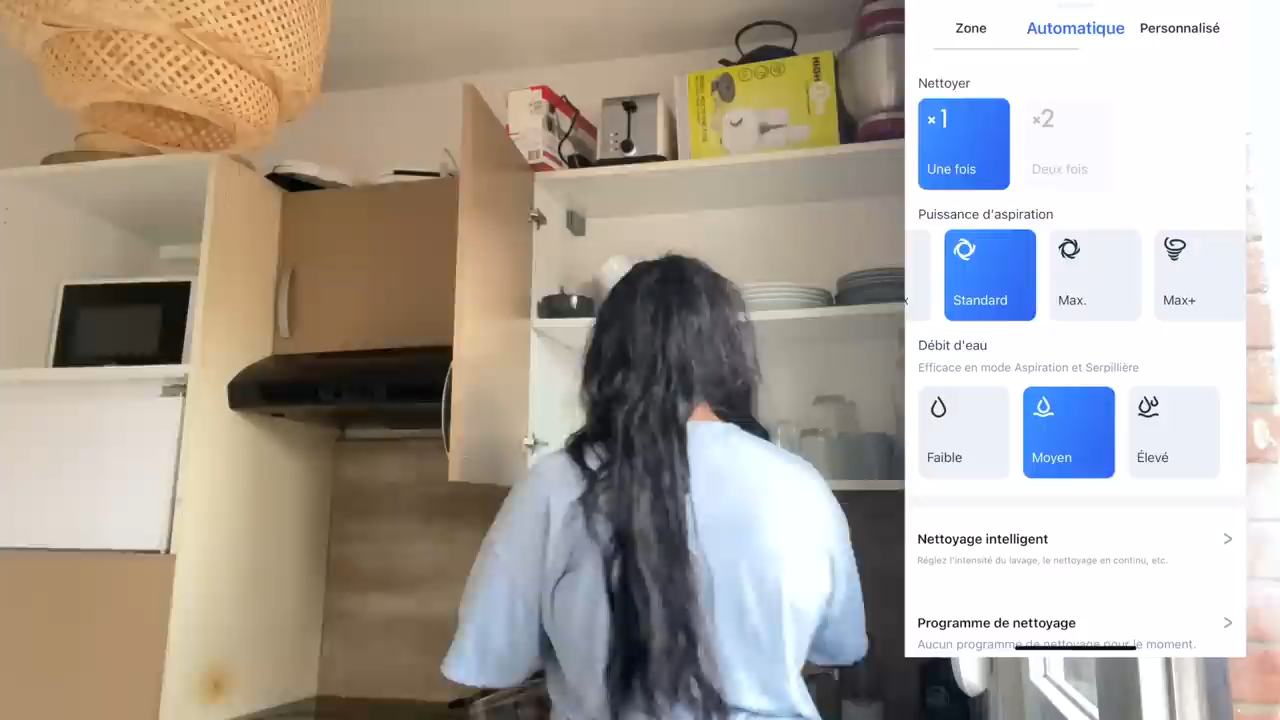 Zone Automatique Personnalisé
Nettoyer
×1 ×2
Une fois Deux fois
Puissance d'aspiration
Standard Max. Max+
Débit d'eau
Efficace en mode Aspiration et Serpillière
Faible Moyen Élevé
Nettoyage intelligent
Réglez l'intensité du lavage, le nettoyage en continu, etc.
Programme de nettoyage
Aucun programme de nettoyage pour le moment.
HIGH